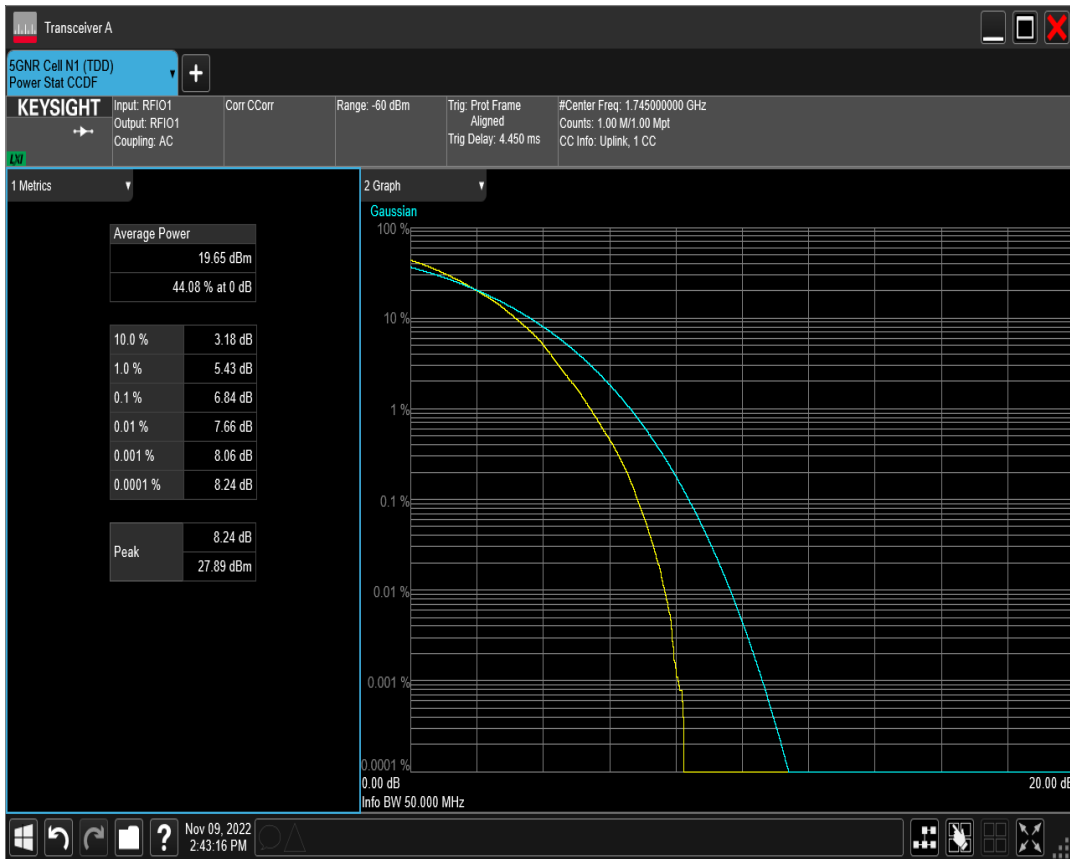 Transceiver A
5GNR Cell N1 (TDD)
Power Stat CCDF
+
KEYSIGHT
LXI
Input: RFIO1
Output: RFIO1
Coupling: AC
Corr CCorr
Range: -60 dBm
Trig: Prot Frame
Aligned
Trig Delay: 4.450 ms
#Center Freq: 1.745000000 GHz
Counts: 1.00 M/1.00 Mpt
CC Info: Uplink, 1 CC
1 Metrics
Average Power
19.65 dBm
44.08 % at 0 dB
10.0 % 3.18 dB
1.0 % 5.43 dB
0.1 % 6.84 dB
0.01 % 7.66 dB
0.001 % 8.06 dB
0.0001 % 8.24 dB
Peak
8.24 dB
27.89 dBm
2 Graph
Gaussian
100 %
10 %
1 %
0.1 %
0.01 %
0.001 %
0.0001 %
0.00 dB
20.00 dB
Info BW 50.000 MHz
?
Nov 09, 2022
2:43:16 PM